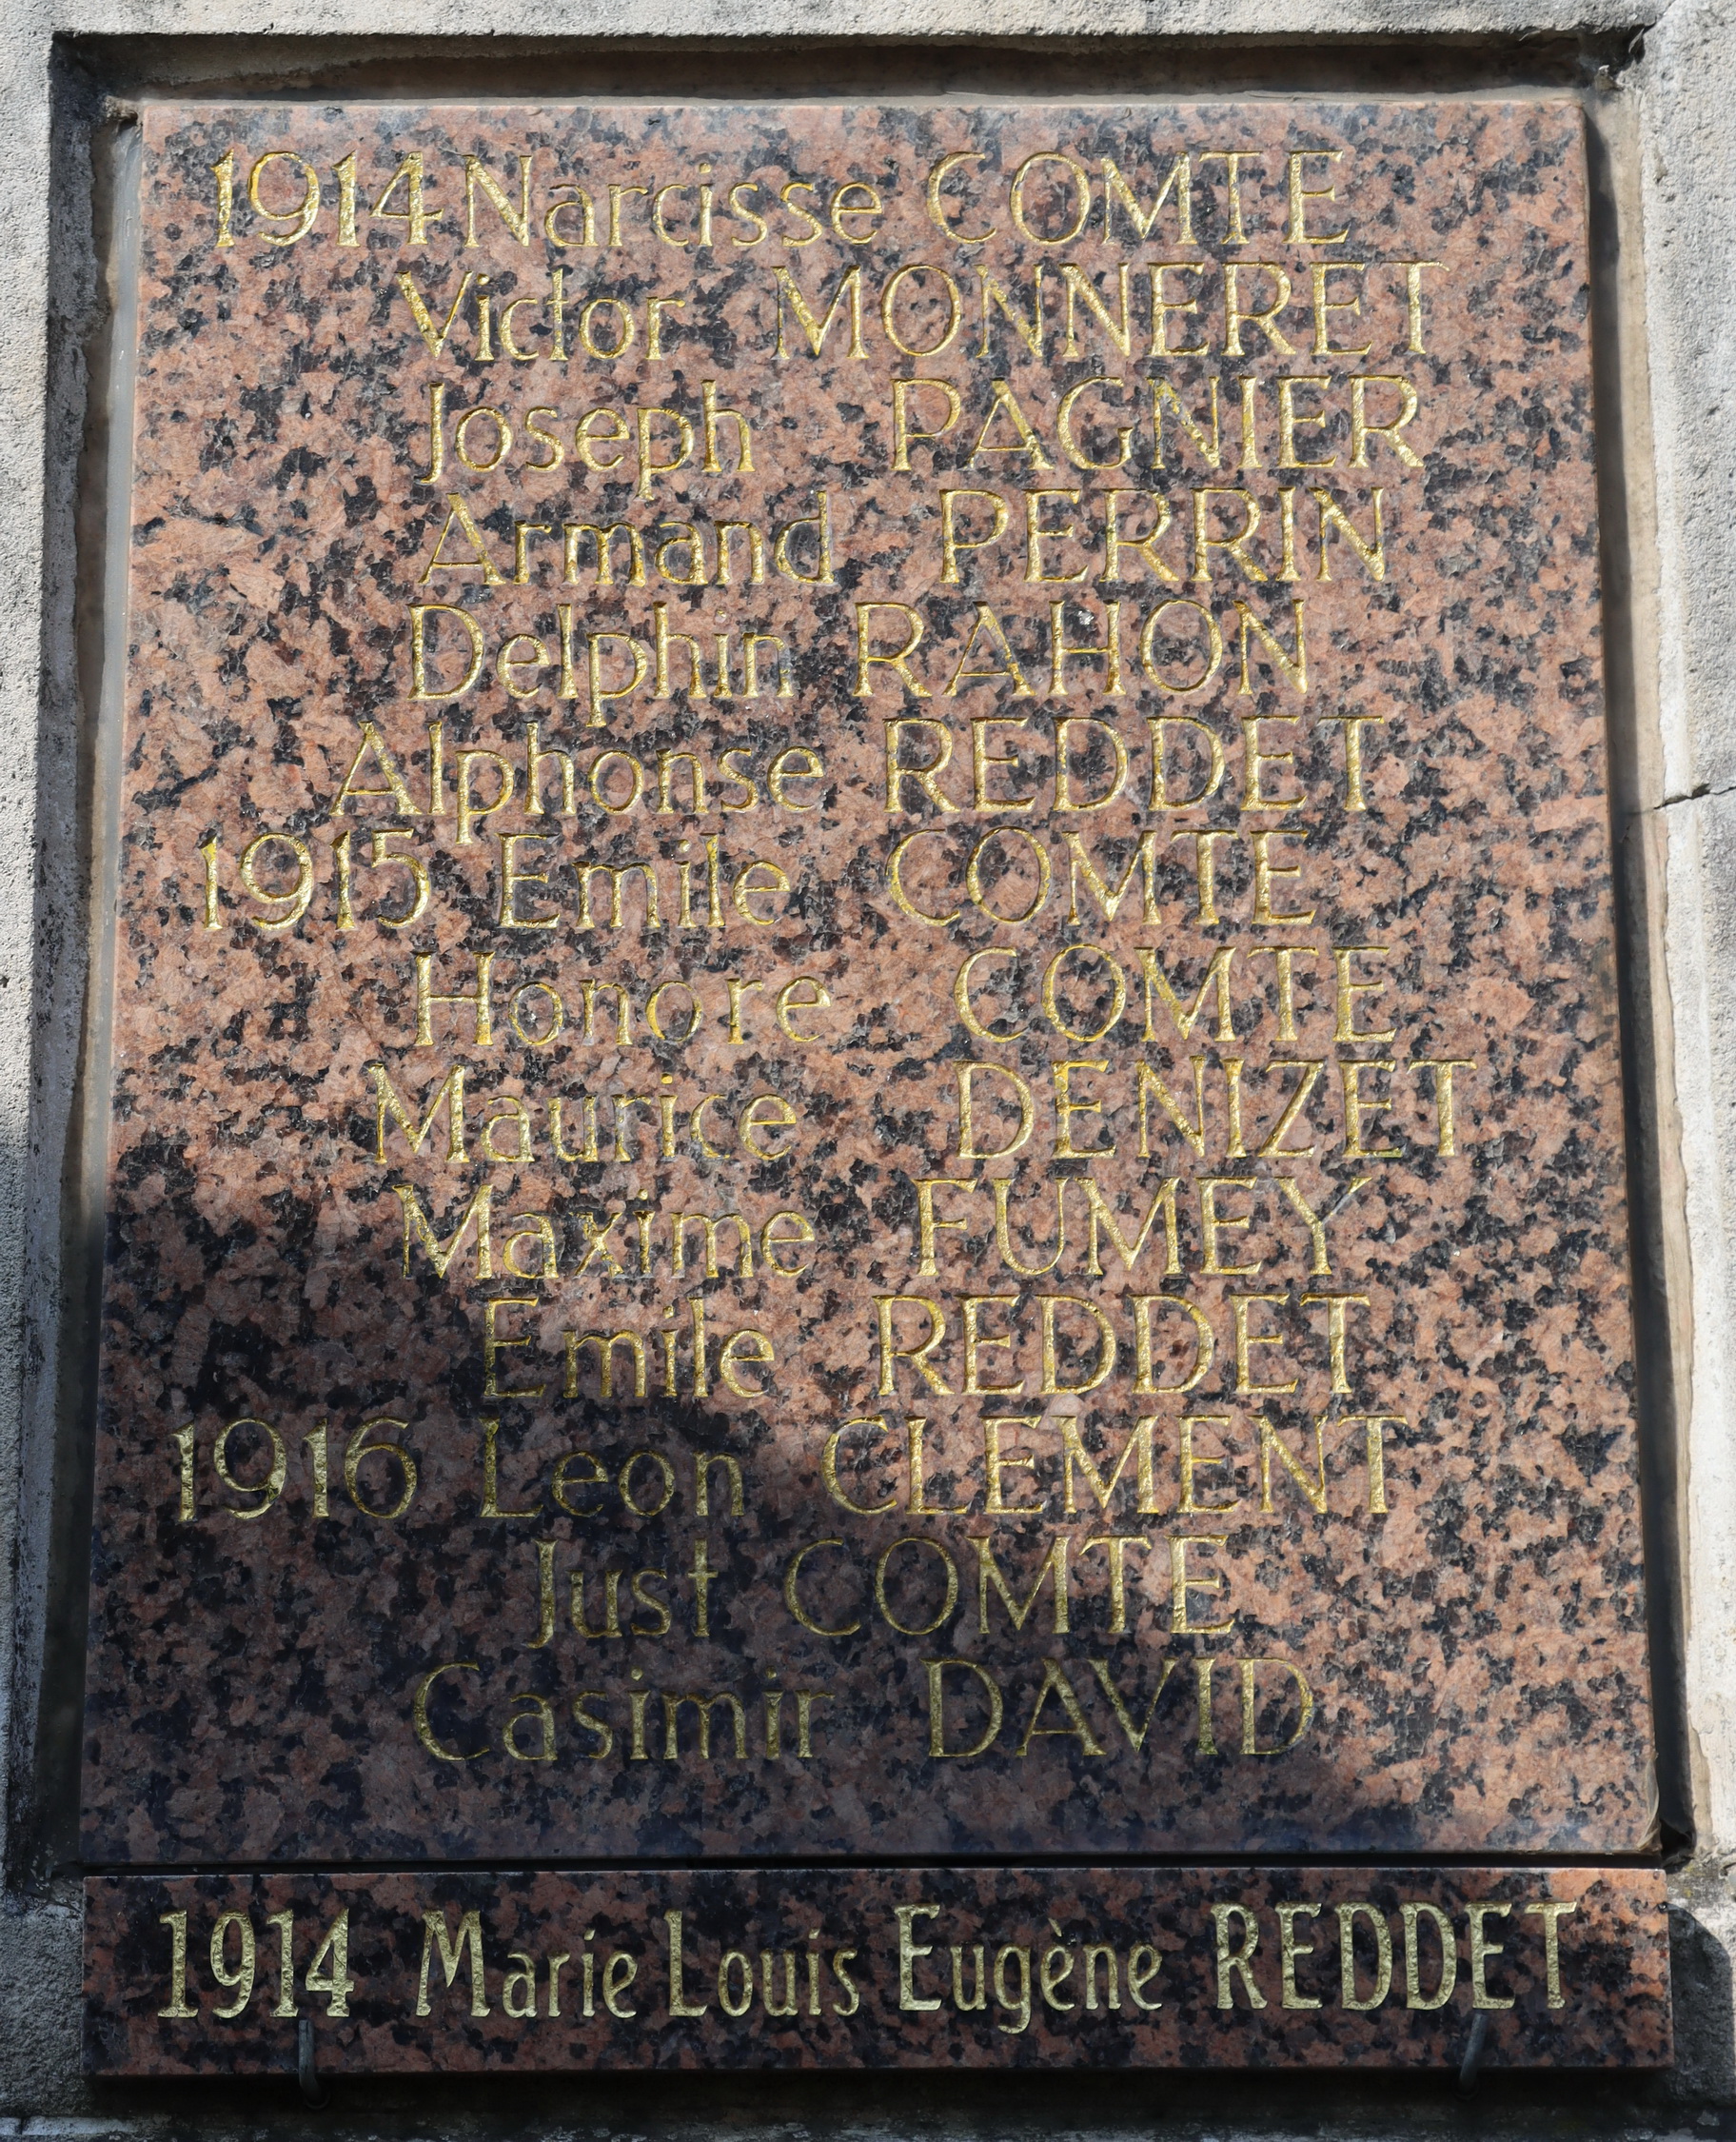 1914 Narcisse COMTE
Victor MONNERET
Joseph PAGNIER
Armand PERRIN
Delphin RAHON
Alphonse REDDET
1915 Emile COMTE
Honore COMTE
Maurice DENIZET
Maxime FUMEY
Emile REDDET
1916 Leon CLEMENT
Just COMTE
Casimir DAVID
1914 Marie Louis Eugène REDDET